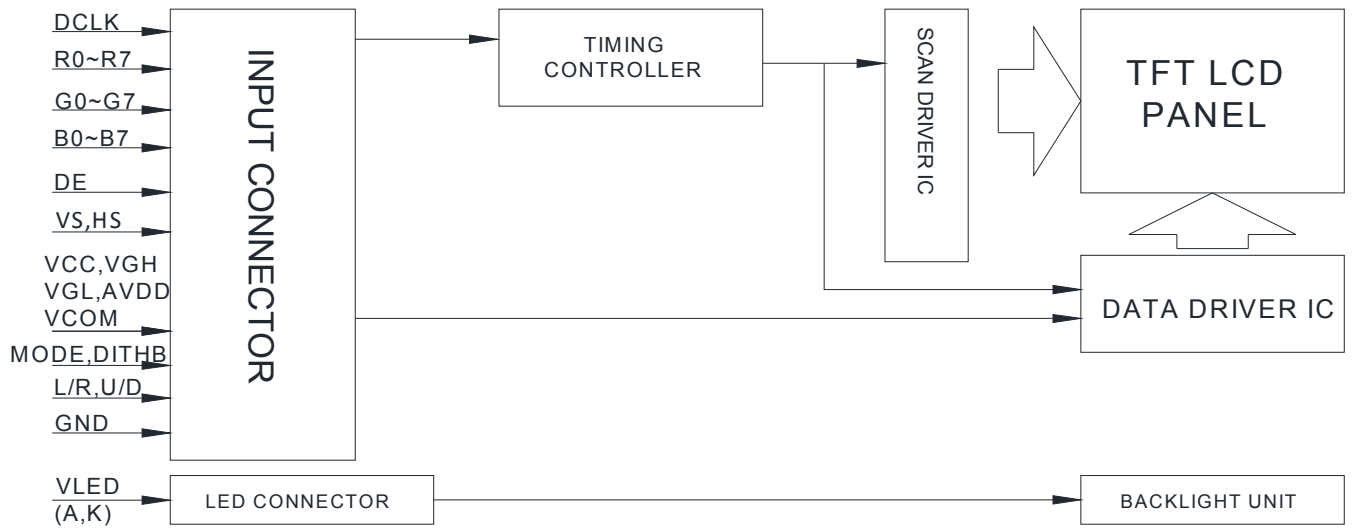 DCLK
R0~R7
G0~G7
B0~B7
DE
VS,HS
VCC,VGH
VGL,AVDD
VCOM
MODE,DITHB
L/R,U/D
GND
INPUT CONNECTOR
TIMING
CONTROLLER
SCAN DRIVER IC
TFT LCD
PANEL
DATA DRIVER IC
VLED
(A,K)
LED CONNECTOR
BACKLIGHT UNIT